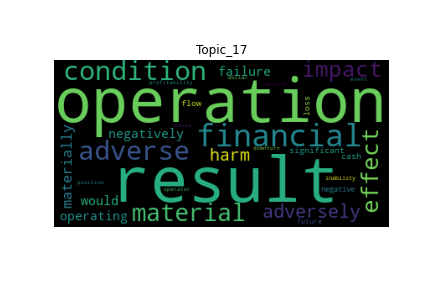 Topic_17
condition failure impact
dollar
profitability event
operation
flow loss
negatively financial
materially adverse harm significant
downturn cash
effect
position result inability
operator negative
would material adversely
operating future